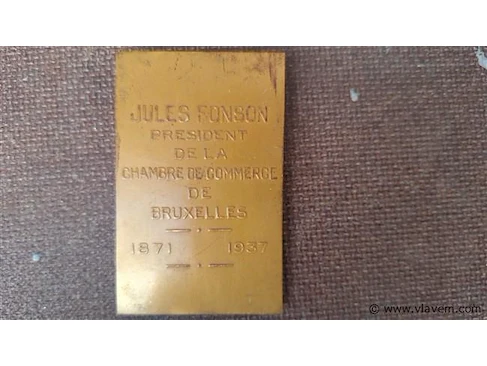 JULES FONSON
PRESIDENT
DE LA
CHAMBRE DE COMMERCE
DE
BRUXELLES
1871 1937
© www.vlavem.com